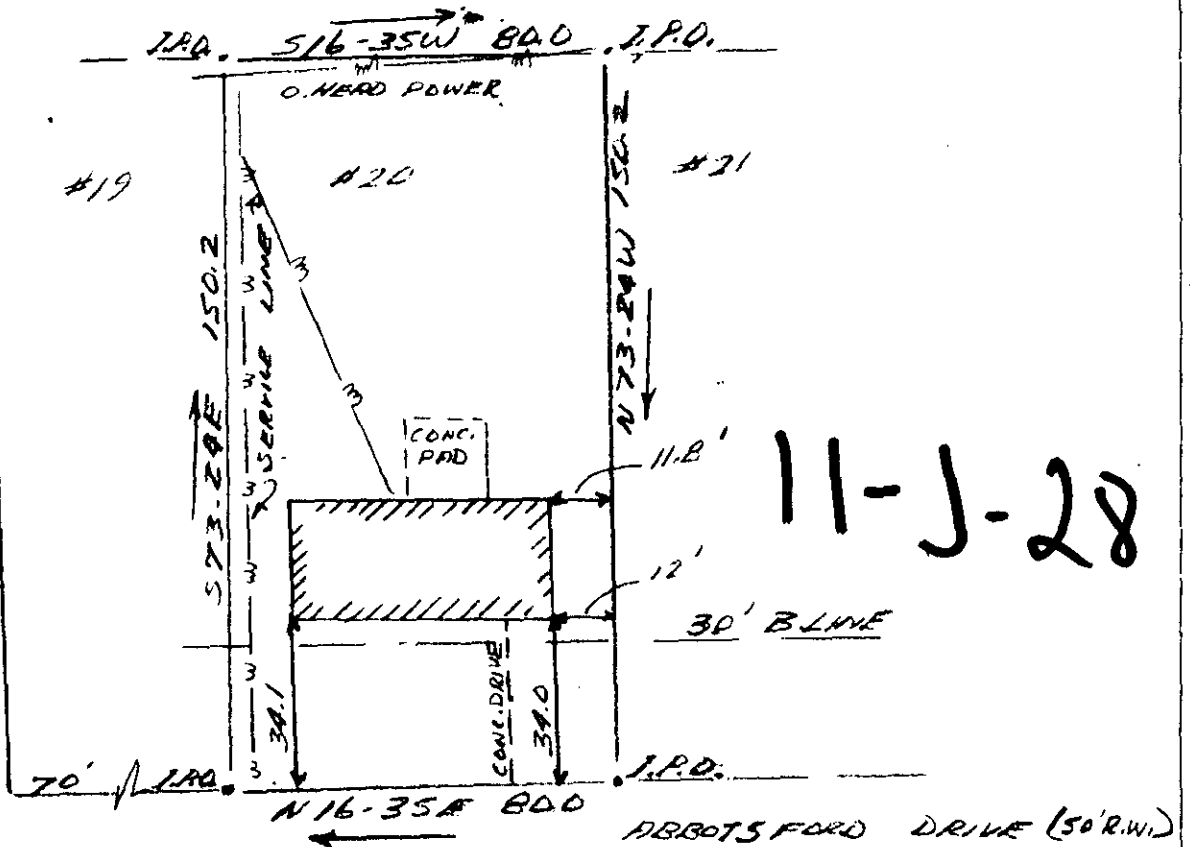 I.P.O. S16-35W 80.0 I.P.O.
O. HEAD POWER
#19
#20
#21
S73-24E 150.2
SERVICE LINE
N73-24W 150.2
CONC. PAD
11.8'
11-J-28
12'
30' B LINE
34.1
CONC. DRIVE
34.0
70' I.P.O. I.P.O.
N16-35E 80.0
ABBOTSFORD DRIVE (50'R.W.)